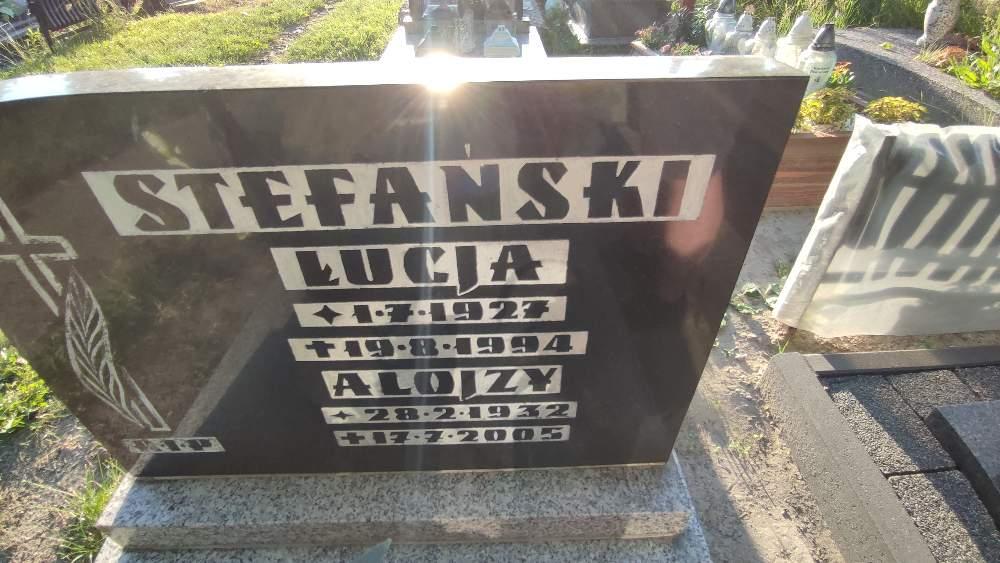 STEFAŃSKI
ŁUCJA
✦1·7·1927
✝19·8·1994
ALOJZY
✦28·2·1932
✝17·7·2005
R·I·P